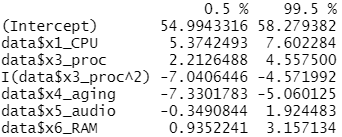 0.5 % 99.5 %
(Intercept) 54.9943316 58.279382
data$x1_CPU 5.3742493 7.602284
data$x3_proc 2.2126488 4.557500
I(data$x3_proc^2) -7.0406446 -4.571992
data$x4_aging -7.3301783 -5.060125
data$x5_audio -0.3490844 1.924483
data$x6_RAM 0.9352241 3.157134